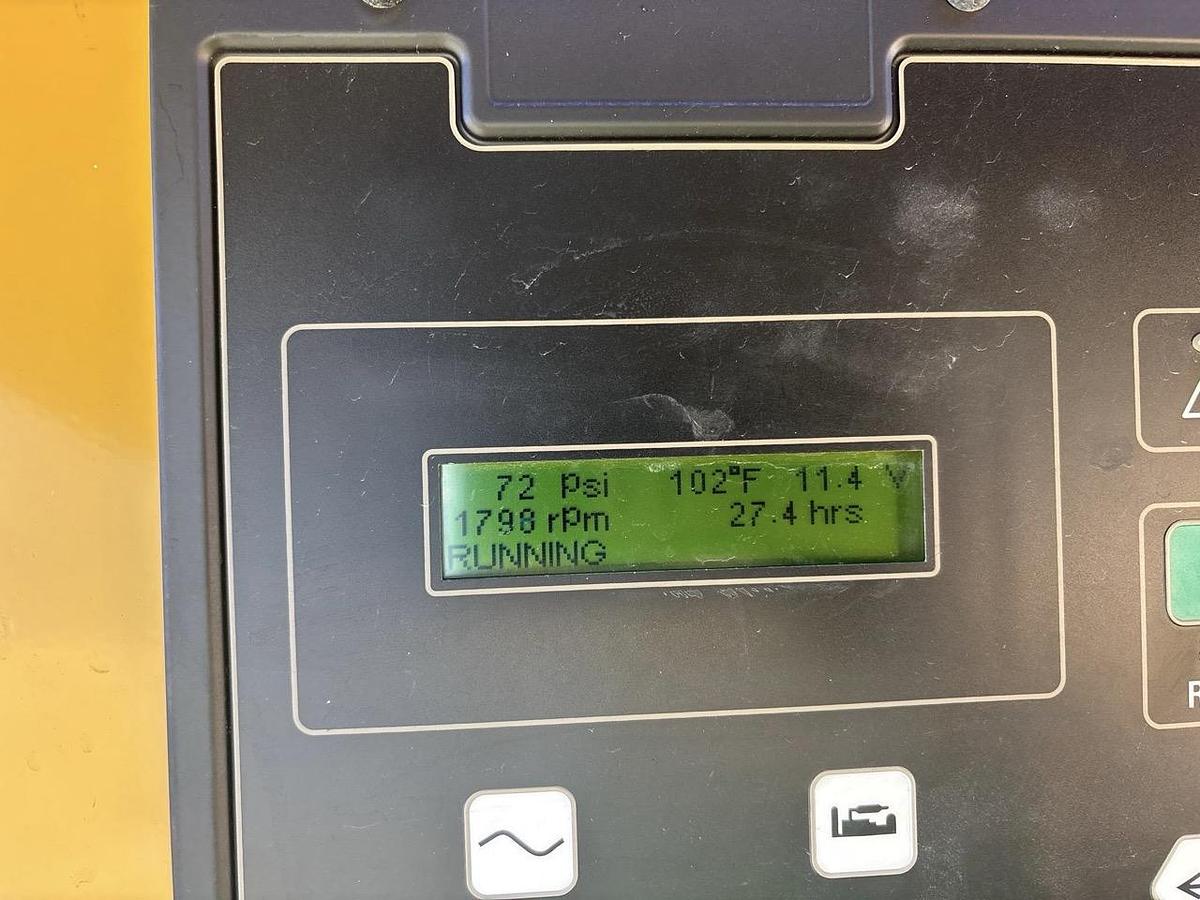 72 Psi 102°F 11.4 V
1798 rPm 27.4 hrs
RUNNING
R